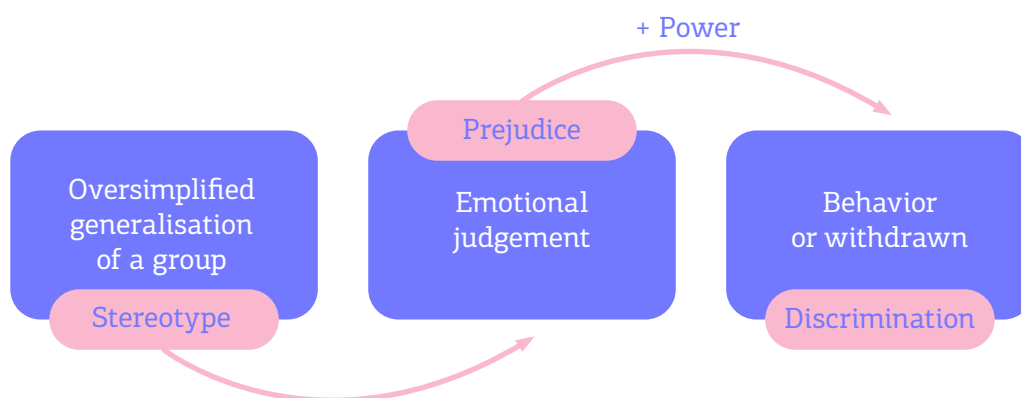 + Power
Oversimplified
generalisation
of a group
Stereotype
Prejudice
Emotional
judgement
Behavior
or withdrawn
Discrimination